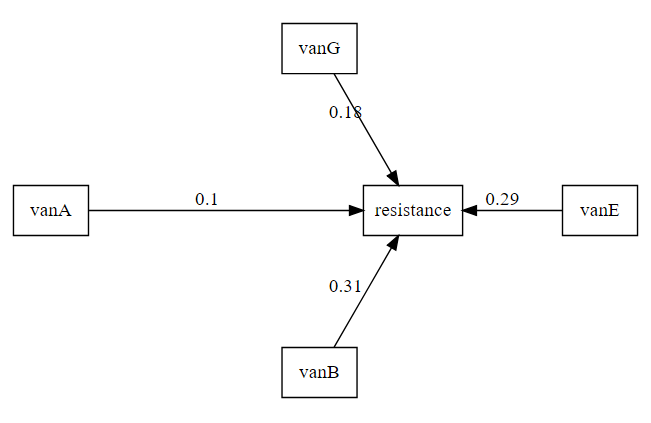 vanG
0.18
vanA
0.1
resistance
0.29
vanE
0.31
vanB